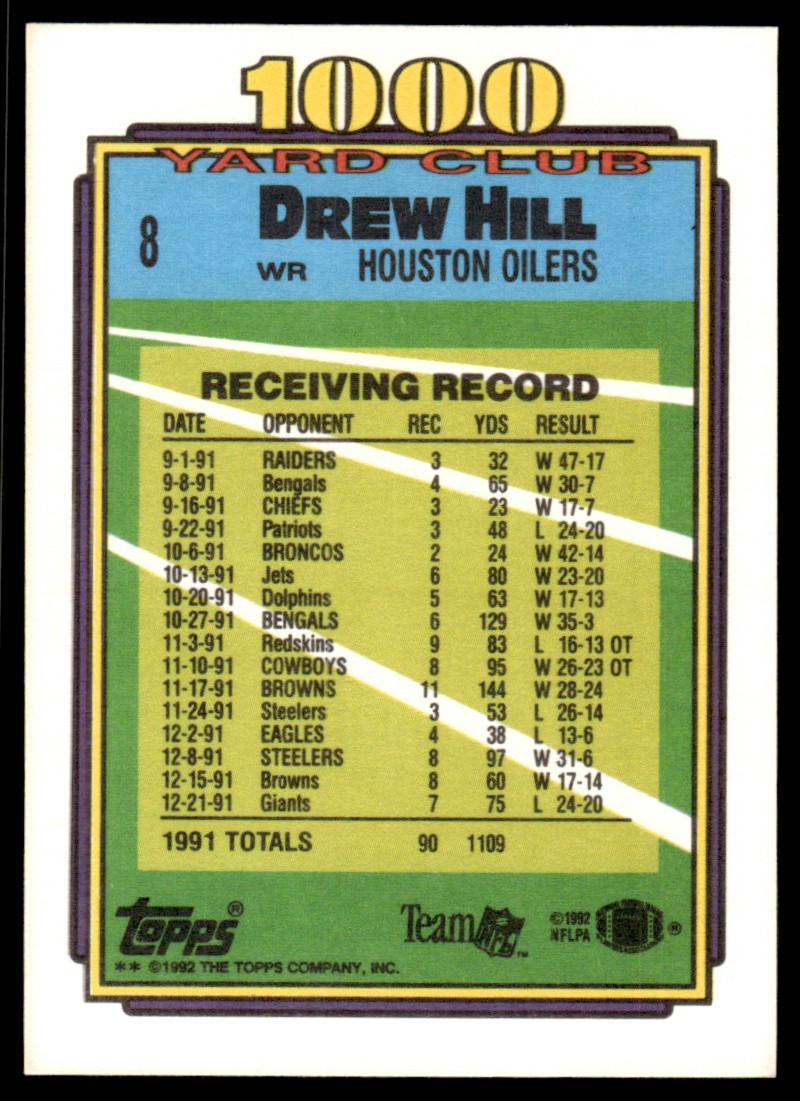 1000
YARD CLUB
8 DREW HILL
WR HOUSTON OILERS
RECEIVING RECORD
DATE OPPONENT REC YDS RESULT
9-1-91 RAIDERS 3 32 W 47-17
9-8-91 Bengals 4 65 W 30-7
9-16-91 CHIEFS 3 23 W 17-7
9-22-91 Patriots 3 48 L 24-20
10-6-91 BRONCOS 2 24 W 42-14
10-13-91 Jets 6 80 W 23-20
10-20-91 Dolphins 5 63 W 17-13
10-27-91 BENGALS 6 129 W 35-3
11-3-91 Redskins 9 83 L 16-13 OT
11-10-91 COWBOYS 8 95 W 26-23 OT
11-17-91 BROWNS 11 144 W 28-24
11-24-91 Steelers 3 53 L 26-14
12-2-91 EAGLES 4 38 L 13-6
12-8-91 STEELERS 8 97 W 31-6
12-15-91 Browns 8 60 W 17-14
12-21-91 Giants 7 75 L 24-20
1991 TOTALS 90 1109
TOPPS® Team NFL™ ©1992 NFLPA ®
** ©1992 THE TOPPS COMPANY, INC.